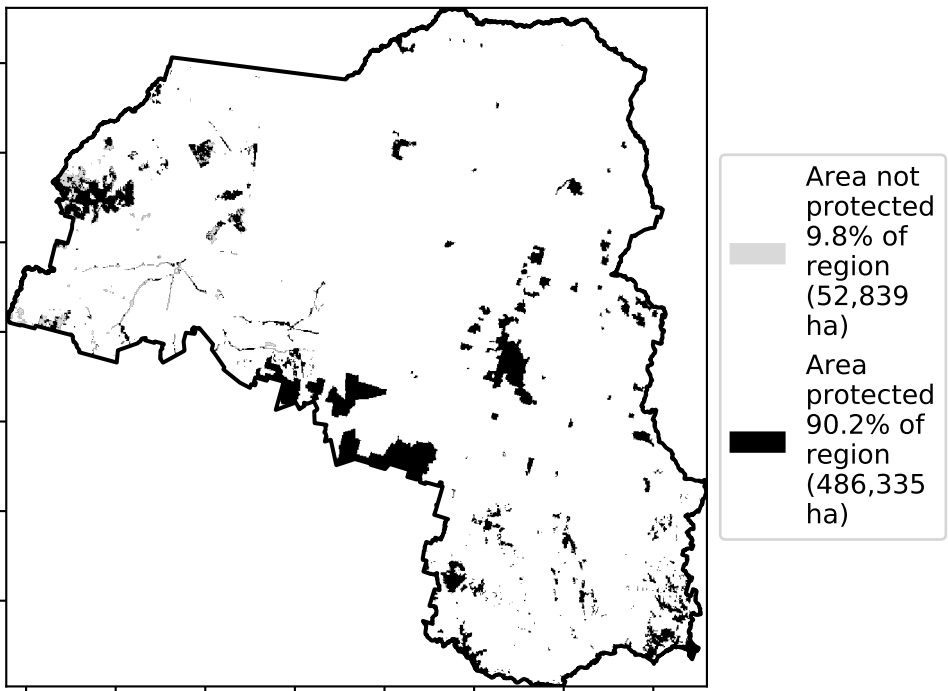 Area not
protected
9.8% of
region
(52,839
ha)
Area
protected
90.2% of
region
(486,335
ha)